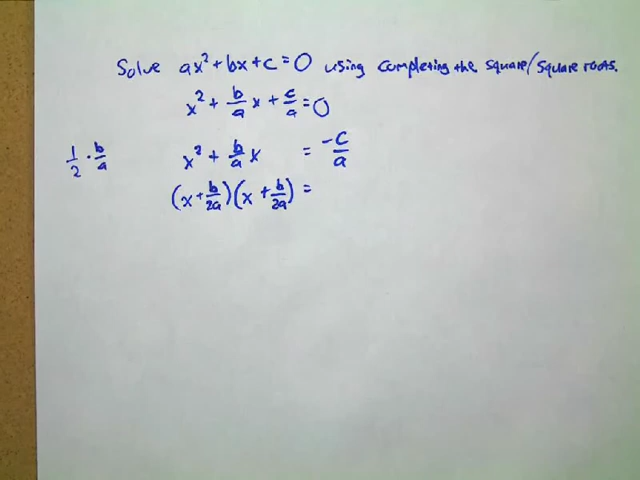 Solve ax² + bx + c = 0 using completing the square/square roots.
x² + b/a x + c/a = 0
1/2 · b/a x² + b/a x = -c/a
(x + b/2a)(x + b/2a) =